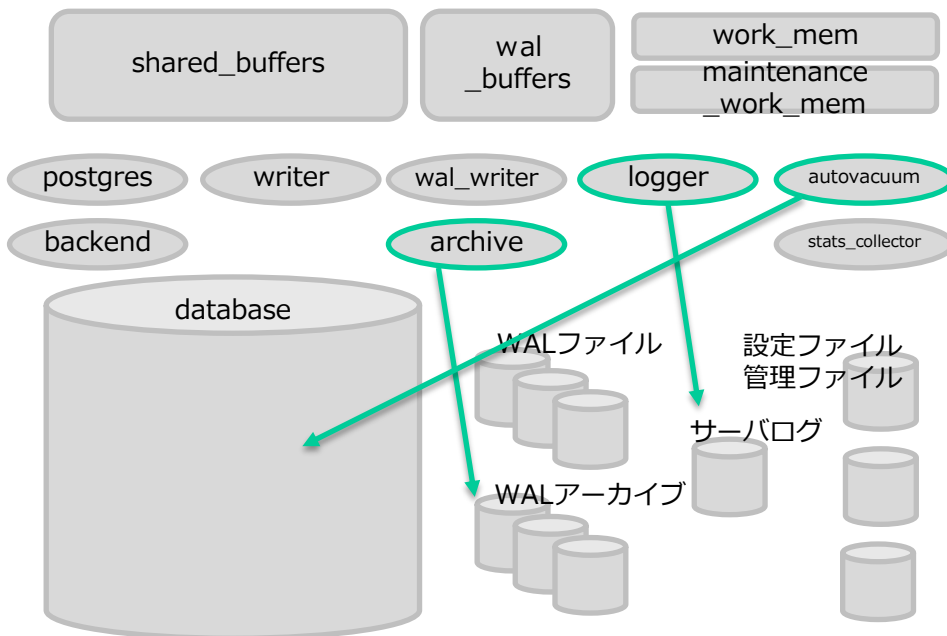 shared_buffers
wal
_buffers
work_mem
maintenance
_work_mem
postgres
writer
wal_writer
logger
autovacuum
backend
archive
stats_collector
database
WALファイル
設定ファイル
管理ファイル
サーバログ
WALアーカイブ